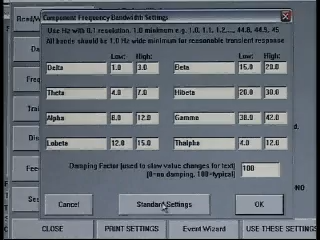 Component Frequency Bandwidth Settings
Use Hz with 0.1 resolution, 1.0 minimum e.g. 1.0, 1.1, 1.2,..., 44.8, 44.9, 45
All bands should be 1.0 Hz wide minimum for reasonable transient response
Low: High: Low: High:
Delta 1.0 3.0 Beta 15.0 20.0
Theta 4.0 7.0 Hibeta 20.0 30.0
Alpha 8.0 12.0 Gamma 38.0 42.0
Lobeta 12.0 15.0 Thalpha 4.0 12.0
Damping Factor (used to slow value changes for text)
(0=no damping, 100=typical) 100
Cancel Standard Settings OK
CLOSE PRINT SETTINGS Event Wizard USE THESE SETTINGS